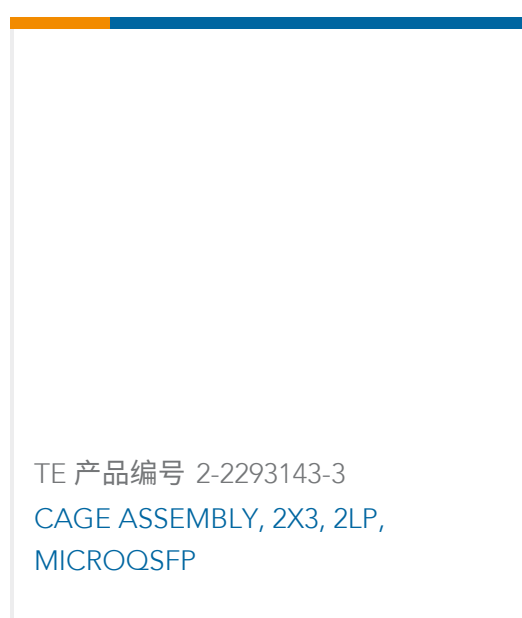 TE 产品编号 2-2293143-3
CAGE ASSEMBLY, 2X3, 2LP,
MICROQSFP